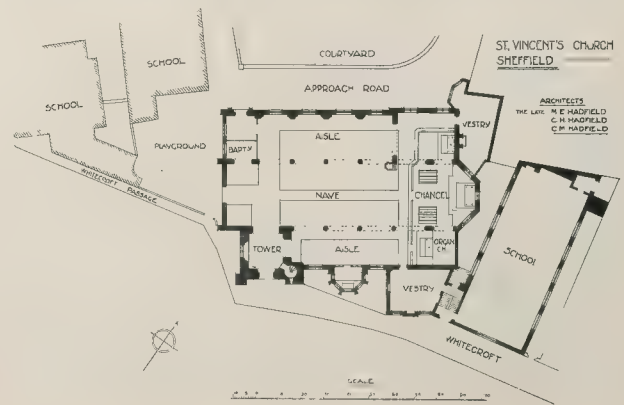 ST. VINCENT'S CHURCH
SHEFFIELD
ARCHITECTS
THE LATE M E HADFIELD
C. H. HADFIELD
C M HADFIELD
COURTYARD
APPROACH ROAD
SCHOOL
SCHOOL
PLAYGROUND
WHITECROFT PASSAGE
BAPTY
AISLE
VESTRY
NAVE
CHANCEL
SCHOOL
TOWER
AISLE
ORGAN
CH.
VESTRY
WHITECROFT
SCALE